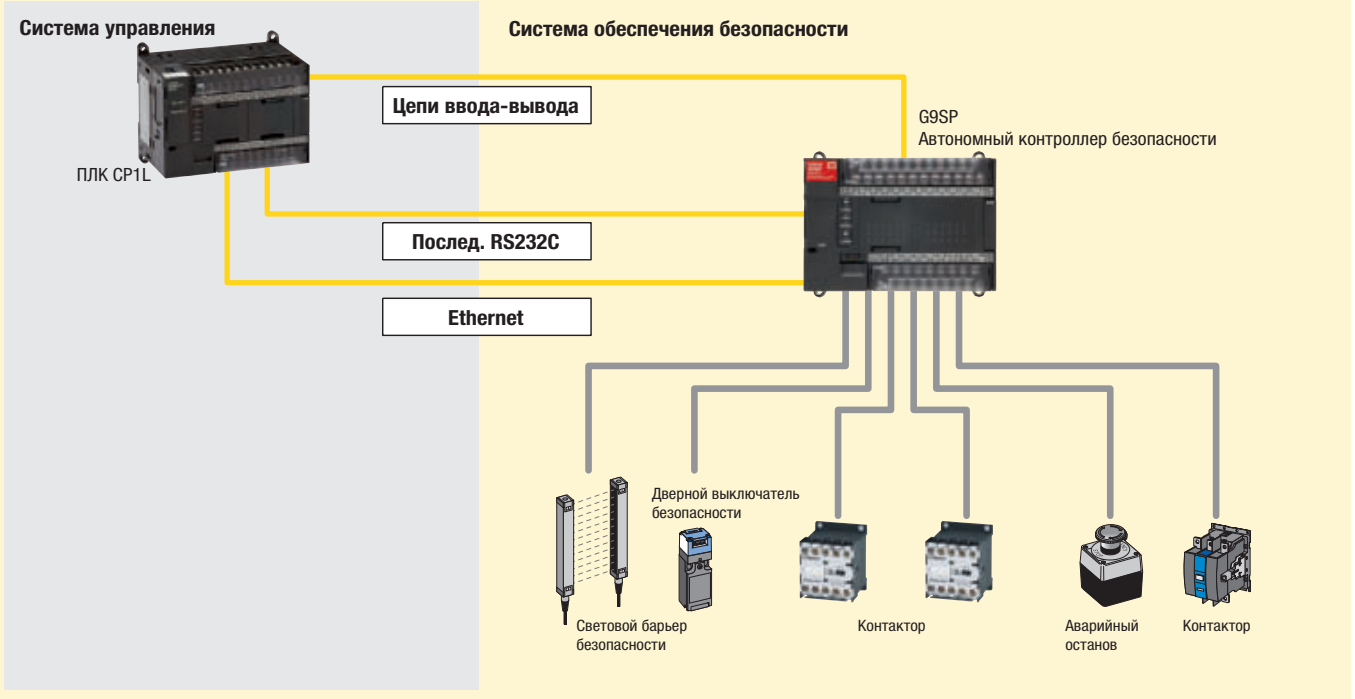 Система управления
Система обеспечения безопасности
Цепи ввода-вывода
G9SP
Автономный контроллер безопасности
ПЛК CP1L
Послед. RS232C
Ethernet
Дверной выключатель
безопасности
Световой барьер
безопасности
Контактор
Аварийный
останов
Контактор